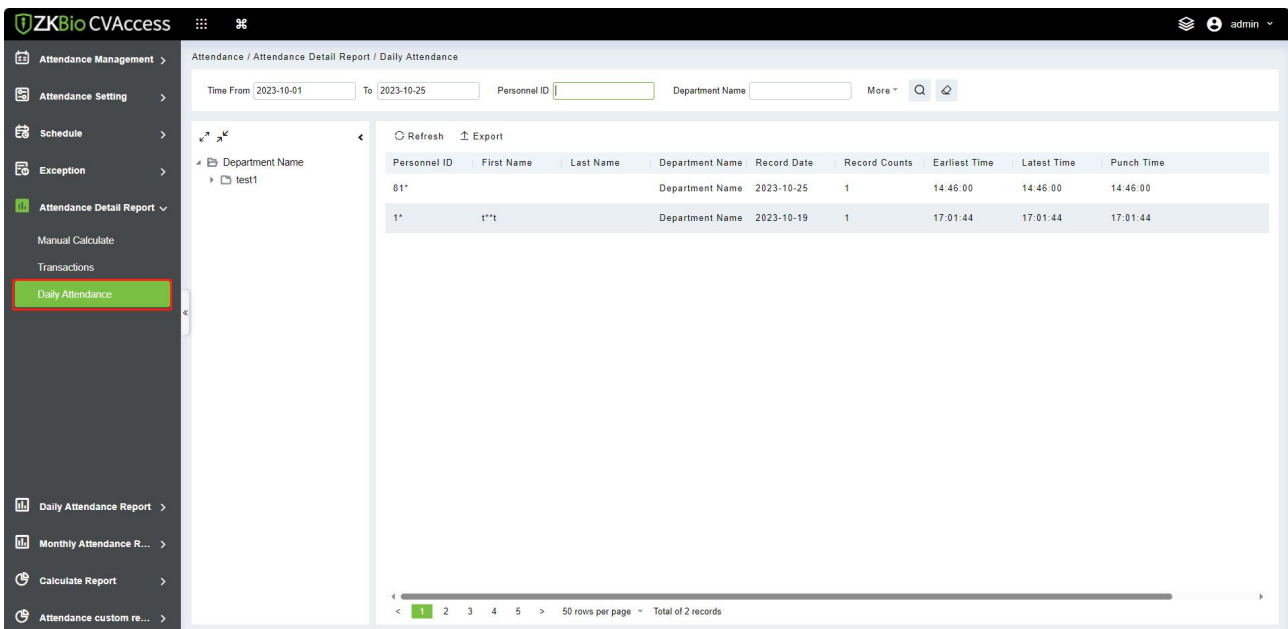 ZKBio CVAccess
admin
Attendance Management
Attendance Setting
Schedule
Exception
Attendance Detail Report
Manual Calculate
Transactions
Daily Attendance
Daily Attendance Report
Monthly Attendance R...
Calculate Report
Attendance custom re...
Attendance / Attendance Detail Report / Daily Attendance
Time From 2023-10-01 To 2023-10-25 Personnel ID Department Name More
Department Name
test1
Refresh Export
Personnel ID First Name Last Name Department Name Record Date Record Counts Earliest Time Latest Time Punch Time
81* Department Name 2023-10-25 1 14:46:00 14:46:00 14:46:00
1* t**t Department Name 2023-10-19 1 17:01:44 17:01:44 17:01:44
< 1 2 3 4 5 > 50 rows per page Total of 2 records